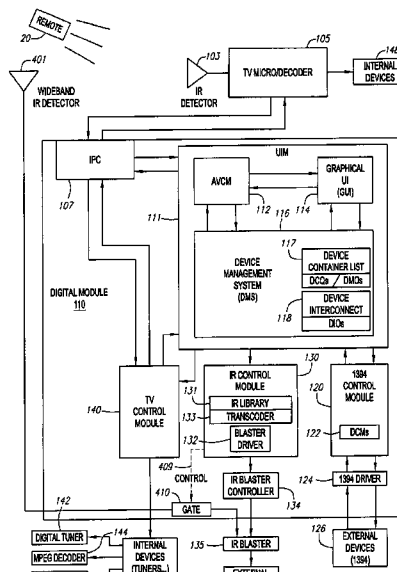 REMOTE
20
401
WIDEBAND
IR DETECTOR
103
IR
DETECTOR
105
TV MICRO/DECODER
148
INTERNAL
DEVICES
IPC
107
UIM
111
AVCM
112
GRAPHICAL
UI
(GUI)
114
116
DEVICE
MANAGEMENT
SYSTEM
(DMS)
117
DEVICE
CONTAINER LIST
DCOs / DMOs
118
DEVICE
INTERCONNECT
DIOs
DIGITAL MODULE
110
130
IR CONTROL
MODULE
131
IR LIBRARY
133
TRANSCODER
132
BLASTER
DRIVER
120
1394
CONTROL
MODULE
122
DCMs
140
TV
CONTROL
MODULE
409
CONTROL
410
GATE
IR BLASTER
CONTROLLER
134
124
1394 DRIVER
142
DIGITAL TUNER
144
MPEG DECODER
INTERNAL
DEVICES
(TUNERS...)
135
IR BLASTER
126
EXTERNAL
DEVICES
(1394)
EXTERNAL